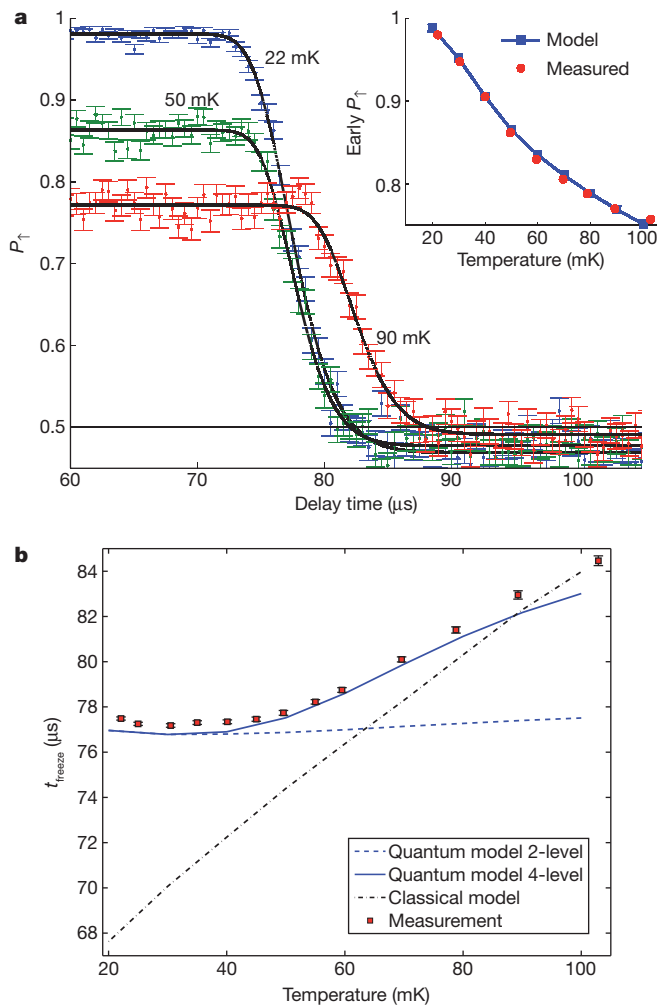 a
1
0.9
0.8
0.7
0.6
0.5
P↑
60
70
80
90
100
Delay time (μs)
22 mK
50 mK
90 mK
1
0.9
0.8
Early P↑
20
40
60
80
100
Temperature (mK)
Model
Measured
b
84
82
80
78
76
74
72
70
68
t_freeze (μs)
20
40
60
80
100
Temperature (mK)
Quantum model 2-level
Quantum model 4-level
Classical model
Measurement